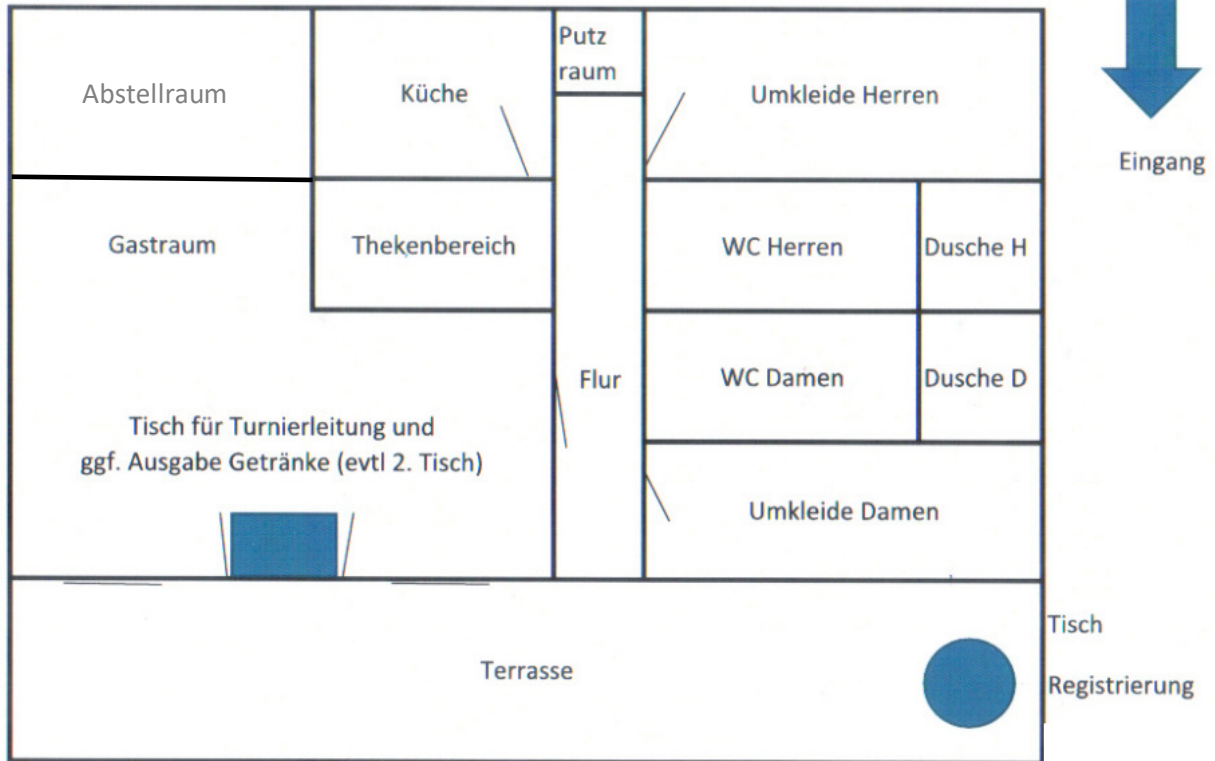 Putz
raum
Abstellraum
Küche
Umkleide Herren
Eingang
Gastraum
Thekenbereich
WC Herren
Dusche H
Flur
WC Damen
Dusche D
Tisch für Turnierleitung und
ggf. Ausgabe Getränke (evtl 2. Tisch)
Umkleide Damen
Tisch
Terrasse
Registrierung